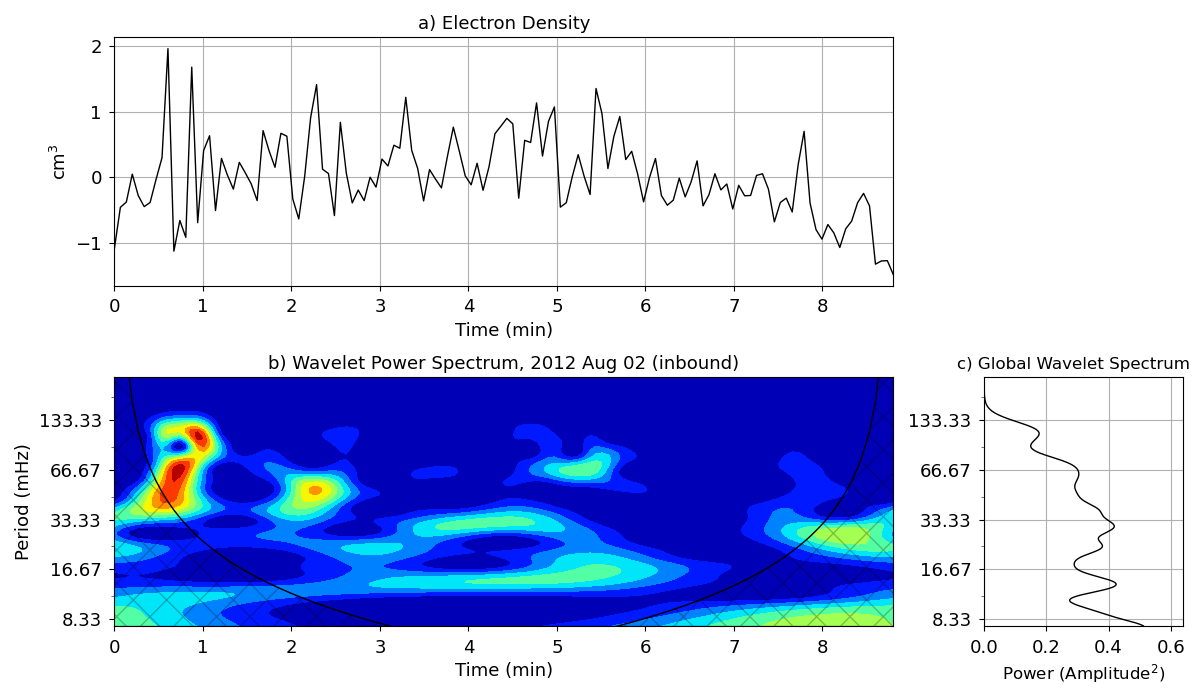 a) Electron Density
2
1
0
−1
cm³
0 1 2 3 4 5 6 7 8
Time (min)
b) Wavelet Power Spectrum, 2012 Aug 02 (inbound)
133.33
66.67
33.33
16.67
8.33
Period (mHz)
0 1 2 3 4 5 6 7 8
Time (min)
c) Global Wavelet Spectrum
133.33
66.67
33.33
16.67
8.33
0.0 0.2 0.4 0.6
Power (Amplitude²)